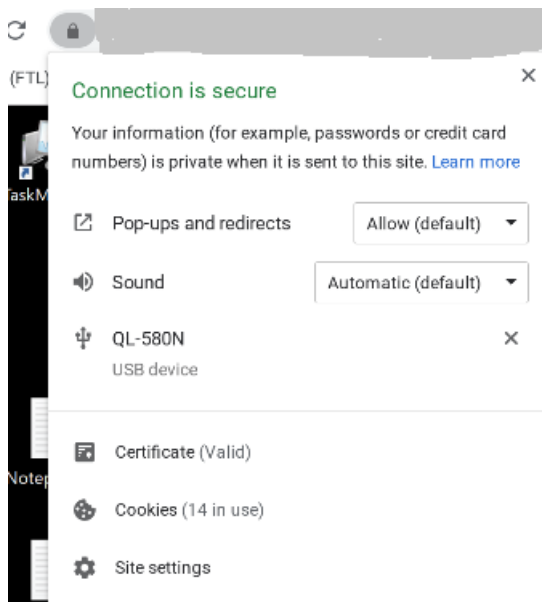 (FTL)
Connection is secure
Your information (for example, passwords or credit card
numbers) is private when it is sent to this site. Learn more
TaskM
Pop-ups and redirects Allow (default)
Sound Automatic (default)
QL-580N
USB device
Certificate (Valid)
Notep
Cookies (14 in use)
Site settings